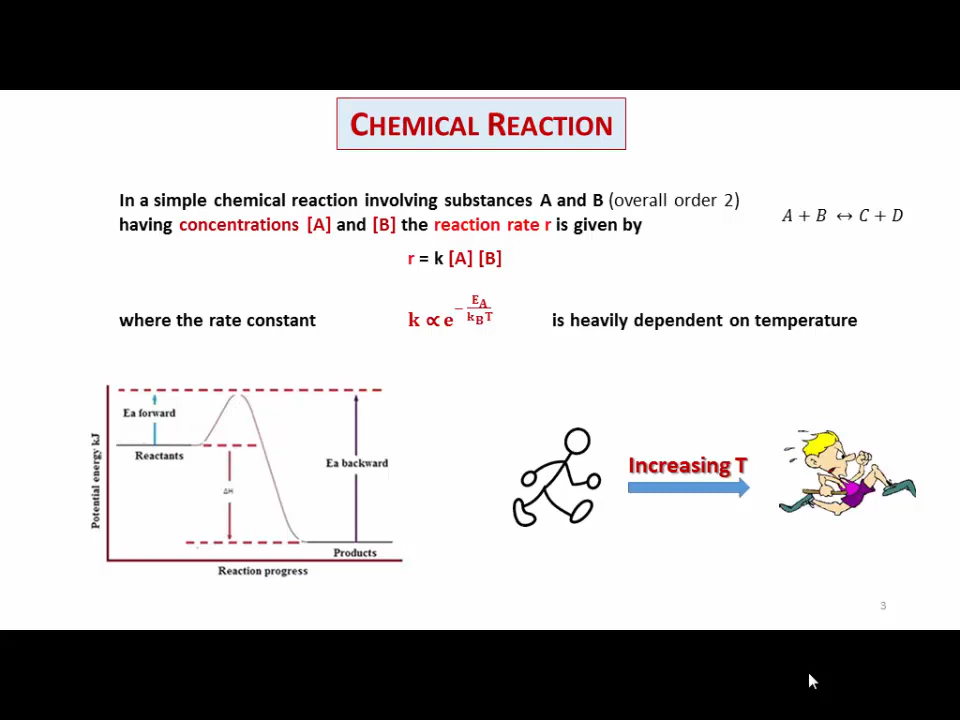 CHEMICAL REACTION
In a simple chemical reaction involving substances A and B (overall order 2)
having concentrations [A] and [B] the reaction rate r is given by
A + B ↔ C + D
r = k [A] [B]
where the rate constant k ∝ e^(−E_A/(k_B T)) is heavily dependent on temperature
Ea forward
Reactants
ΔH
Ea backward
Products
Potential energy kJ
Reaction progress
Increasing T
3